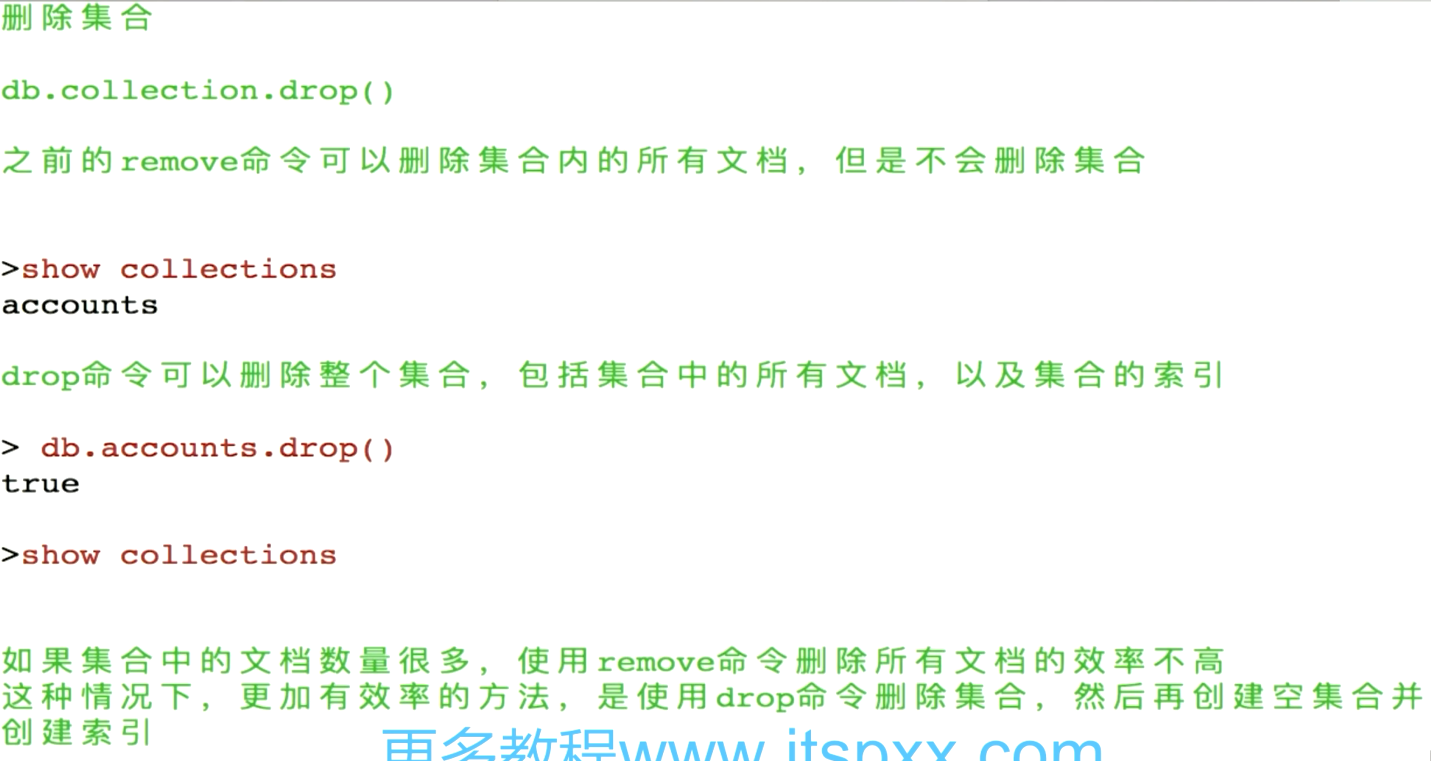 删除集合
db.collection.drop()
之前的remove命令可以删除集合内的所有文档，但是不会删除集合
>show collections
accounts
drop命令可以删除整个集合，包括集合中的所有文档，以及集合的索引
> db.accounts.drop()
true
>show collections
如果集合中的文档数量很多，使用remove命令删除所有文档的效率不高
这种情况下，更加有效率的方法，是使用drop命令删除集合，然后再创建空集合并
创建索引
更多教程www.itspxx.com